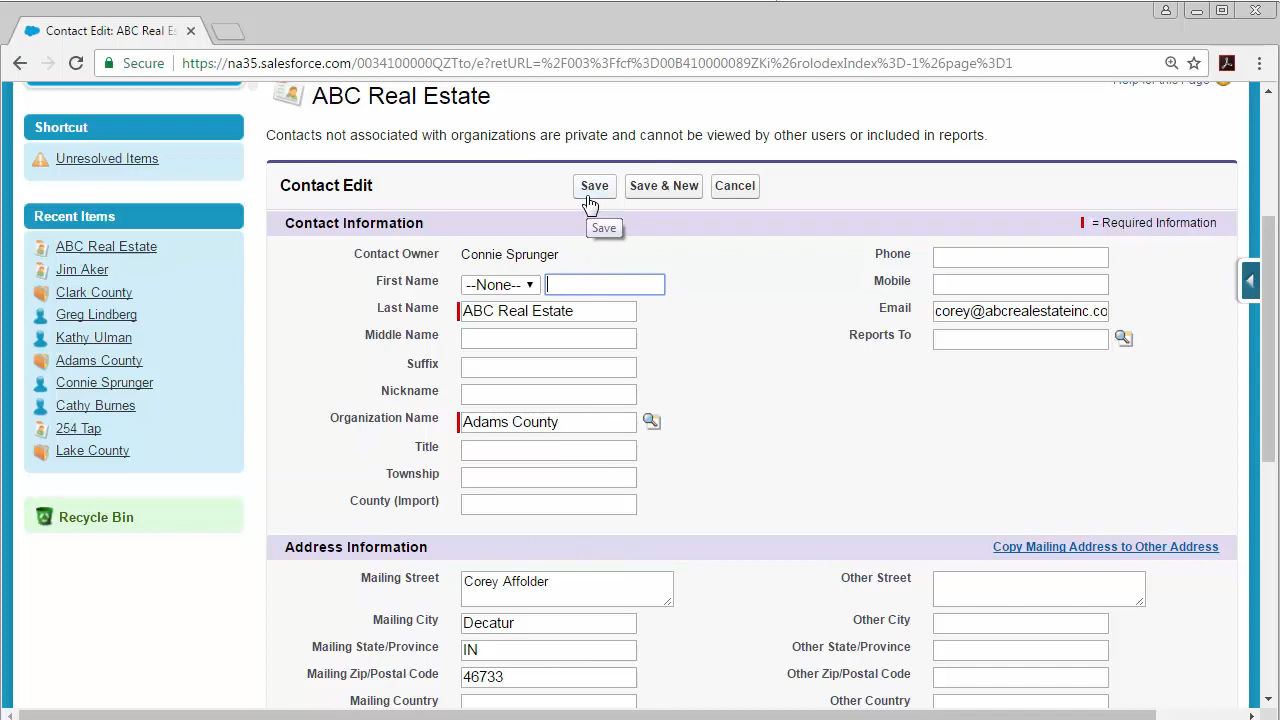 Contact Edit: ABC Real Es
Secure
https://na35.salesforce.com/0034100000QZTto/e?retURL=%2F003%3Ffcf%3D00B410000089ZKi%26rolodexIndex%3D-1%26page%3D1
Help for this Page
ABC Real Estate
Contacts not associated with organizations are private and cannot be viewed by other users or included in reports.
Shortcut
Unresolved Items
Recent Items
ABC Real Estate
Jim Aker
Clark County
Greg Lindberg
Kathy Ulman
Adams County
Connie Sprunger
Cathy Burnes
254 Tap
Lake County
Recycle Bin
Contact Edit
Save
Save & New
Cancel
Save
Contact Information
= Required Information
Contact Owner Connie Sprunger
First Name --None--
Last Name ABC Real Estate
Middle Name
Suffix
Nickname
Organization Name Adams County
Title
Township
County (Import)
Phone
Mobile
Email corey@abcrealestateinc.co
Reports To
Address Information
Copy Mailing Address to Other Address
Mailing Street Corey Affolder
Mailing City Decatur
Mailing State/Province IN
Mailing Zip/Postal Code 46733
Mailing Country
Other Street
Other City
Other State/Province
Other Zip/Postal Code
Other Country